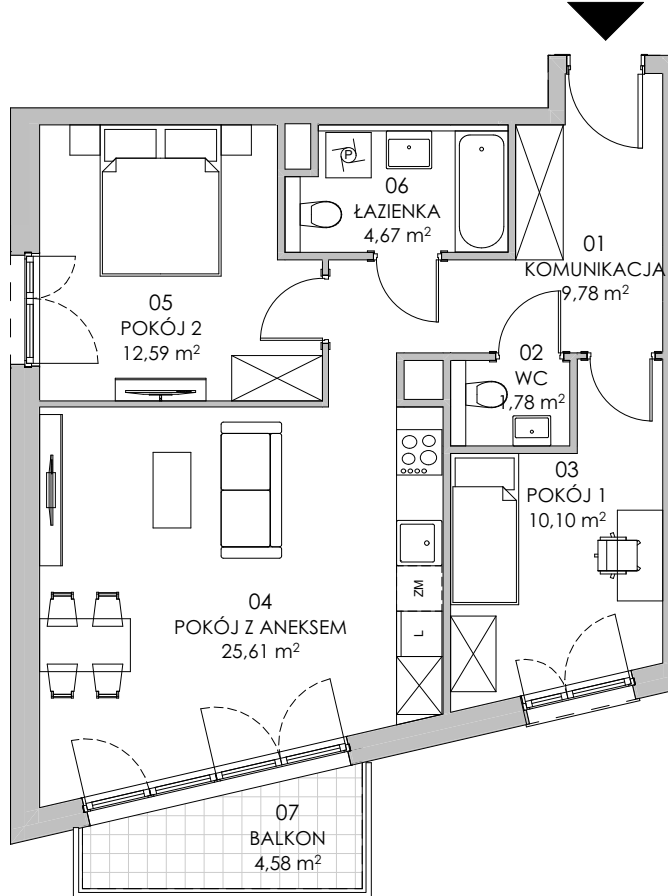 01
KOMUNIKACJA
9,78 m²
02
WC
1,78 m²
03
POKÓJ 1
10,10 m²
04
POKÓJ Z ANEKSEM
25,61 m²
05
POKÓJ 2
12,59 m²
06
ŁAZIENKA
4,67 m²
07
BALKON
4,58 m²
P
ZM
L